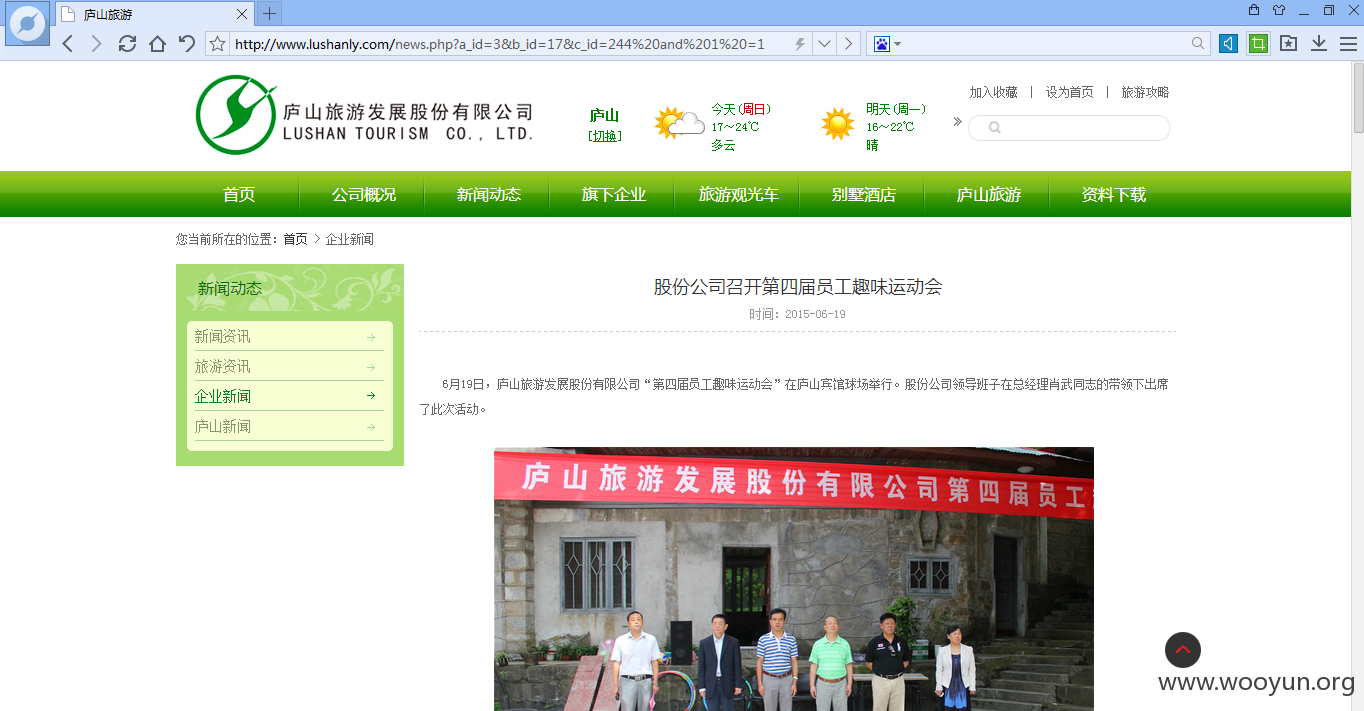 庐山旅游
http://www.lushanly.com/news.php?a_id=3&b_id=17&c_id=244%20and%201%20=1
庐山旅游发展股份有限公司
LUSHAN TOURISM CO., LTD.
庐山
[切换]
今天(周日)
17～24℃
多云
明天(周一)
16～22℃
晴
加入收藏 | 设为首页 | 旅游攻略
首页 公司概况 新闻动态 旗下企业 旅游观光车 别墅酒店 庐山旅游 资料下载
您当前所在的位置：首页 > 企业新闻
新闻动态
新闻资讯
旅游资讯
企业新闻
庐山新闻
股份公司召开第四届员工趣味运动会
时间：2015-06-19
6月19日，庐山旅游发展股份有限公司“第四届员工趣味运动会”在庐山宾馆球场举行。股份公司领导班子在总经理肖武同志的带领下出席
了此次活动。
庐山旅游发展股份有限公司第四届员工
www.wooyun.org